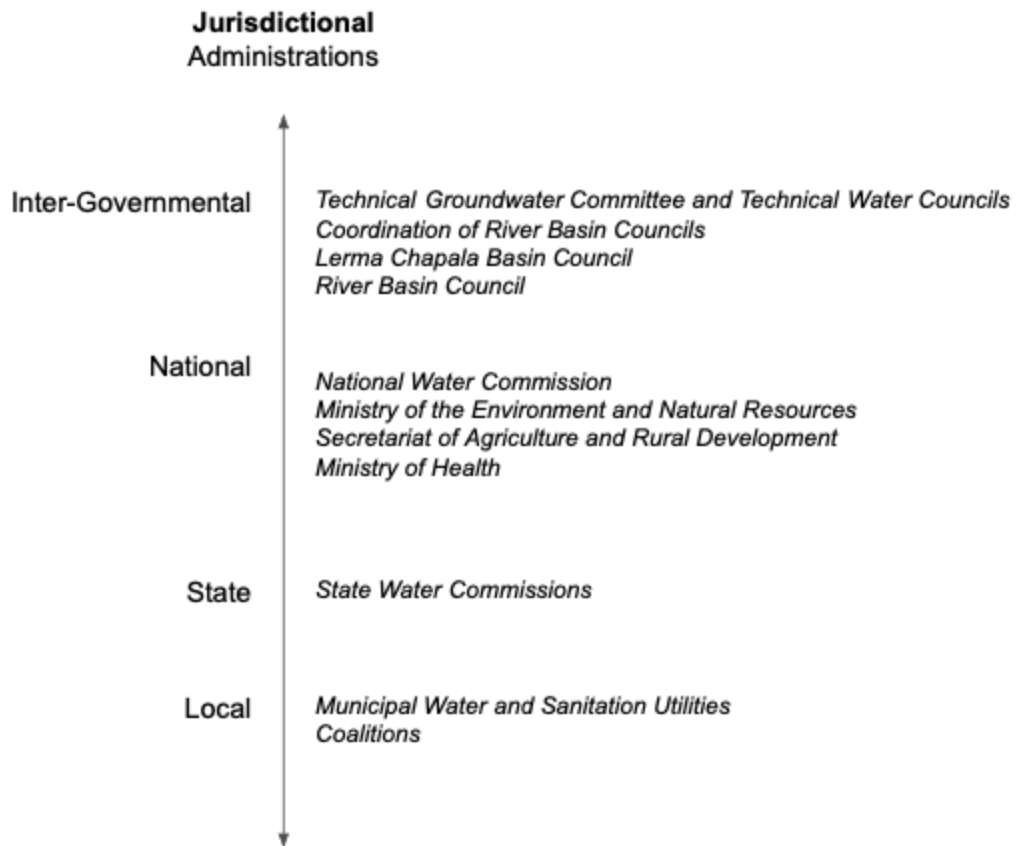 Jurisdictional
Administrations
Inter-Governmental
Technical Groundwater Committee and Technical Water Councils
Coordination of River Basin Councils
Lerma Chapala Basin Council
River Basin Council
National
National Water Commission
Ministry of the Environment and Natural Resources
Secretariat of Agriculture and Rural Development
Ministry of Health
State
State Water Commissions
Local
Municipal Water and Sanitation Utilities
Coalitions